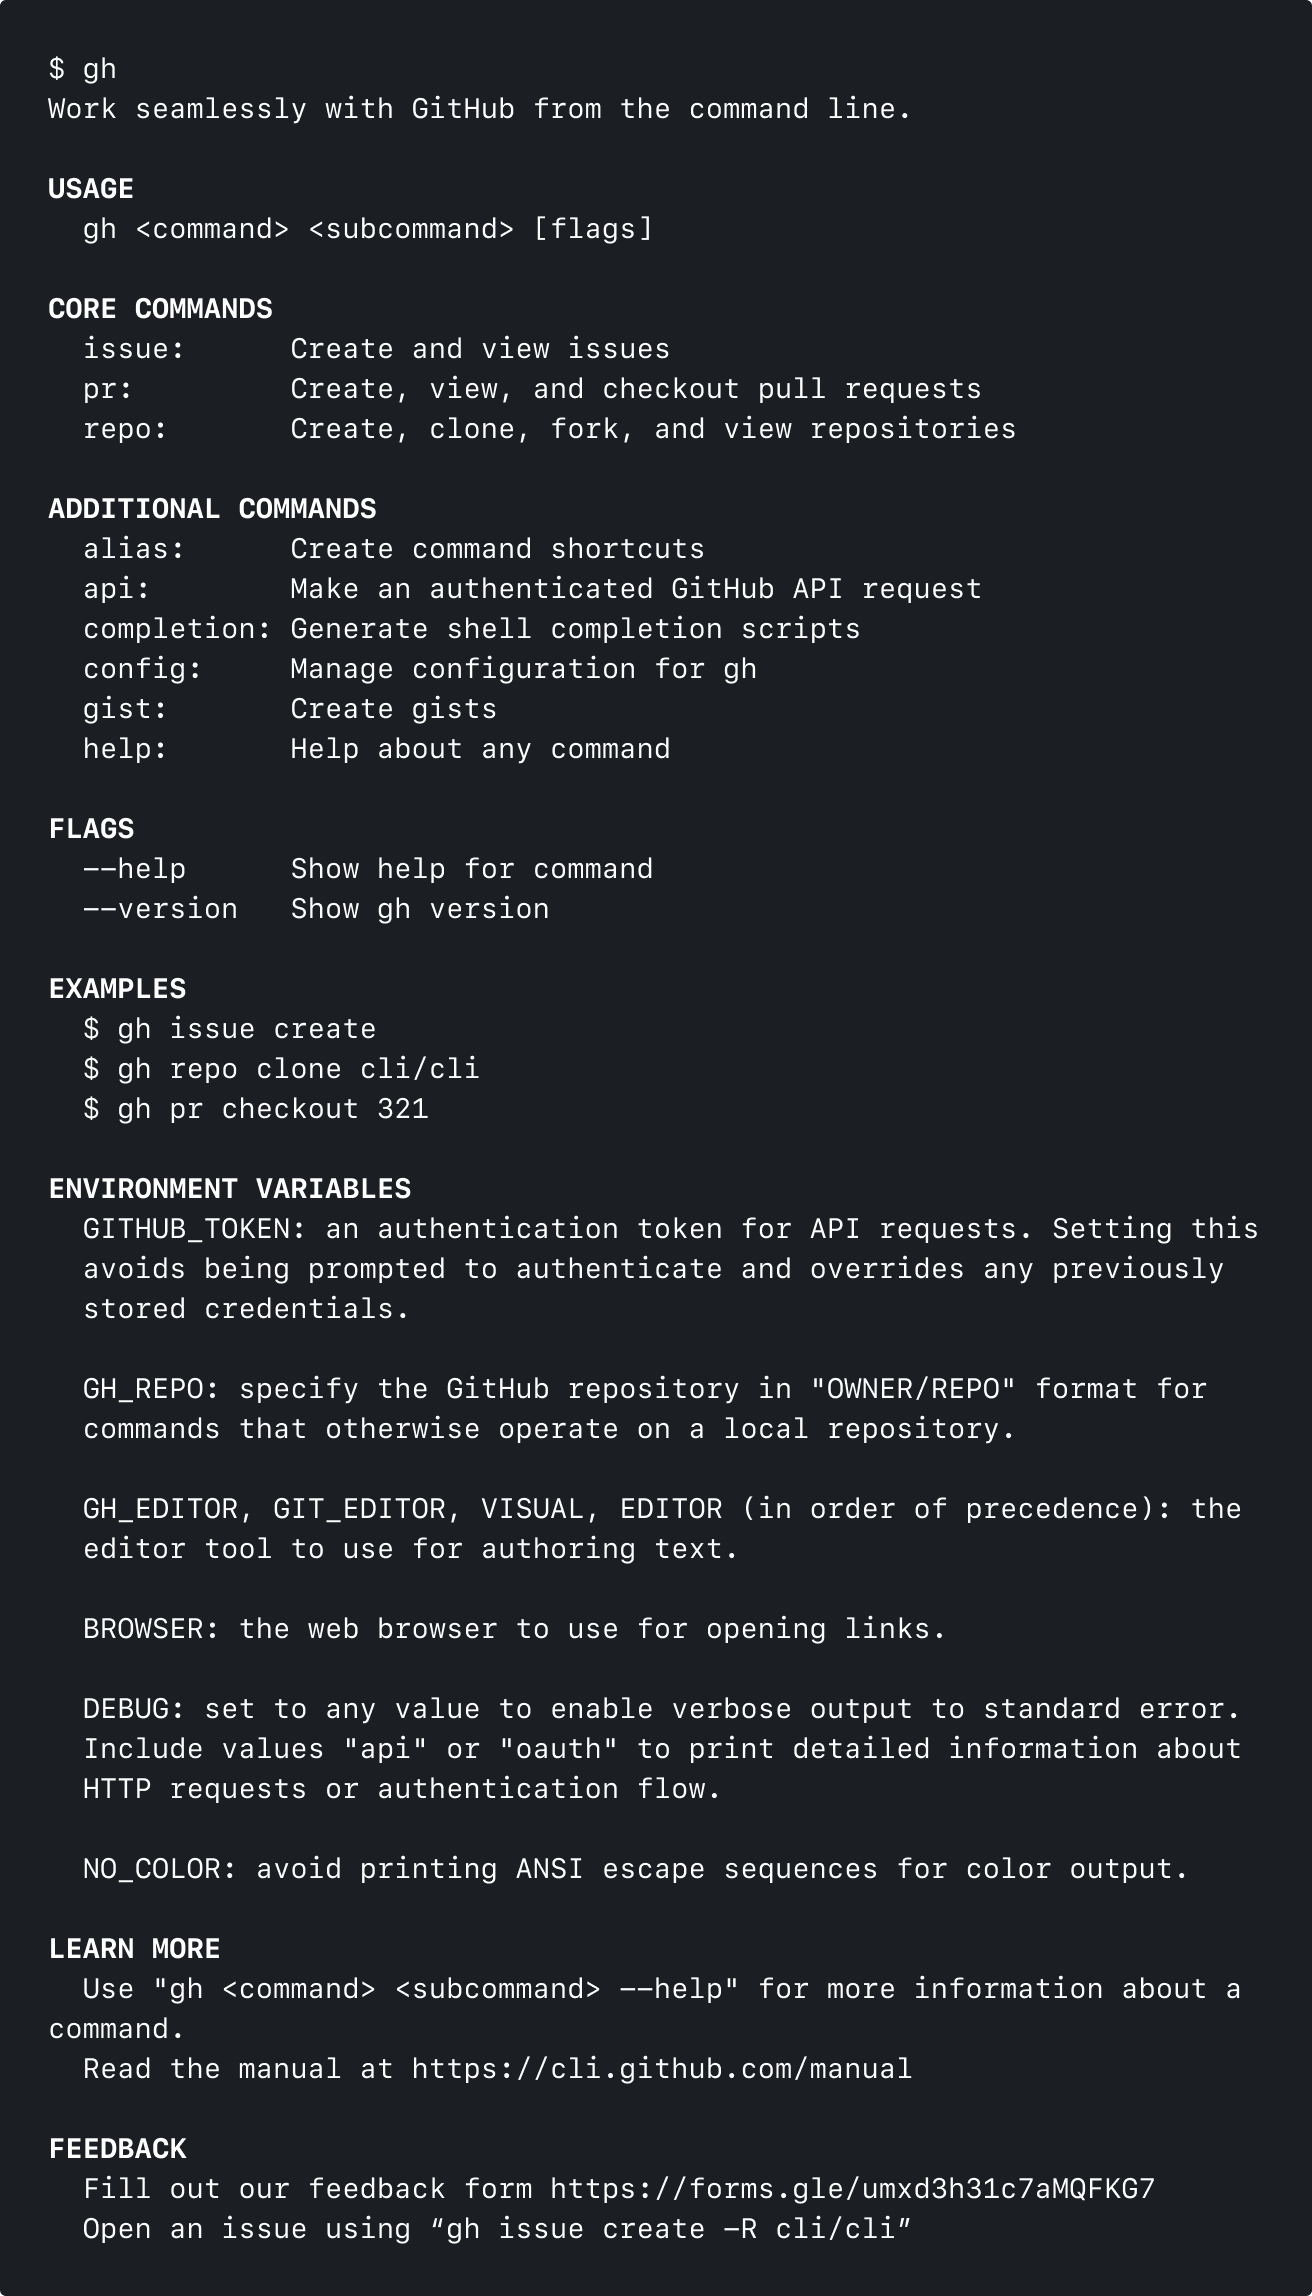 $ gh
Work seamlessly with GitHub from the command line.

USAGE
  gh <command> <subcommand> [flags]

CORE COMMANDS
  issue:      Create and view issues
  pr:         Create, view, and checkout pull requests
  repo:       Create, clone, fork, and view repositories

ADDITIONAL COMMANDS
  alias:      Create command shortcuts
  api:        Make an authenticated GitHub API request
  completion: Generate shell completion scripts
  config:     Manage configuration for gh
  gist:       Create gists
  help:       Help about any command

FLAGS
  --help      Show help for command
  --version   Show gh version

EXAMPLES
  $ gh issue create
  $ gh repo clone cli/cli
  $ gh pr checkout 321

ENVIRONMENT VARIABLES
  GITHUB_TOKEN: an authentication token for API requests. Setting this
  avoids being prompted to authenticate and overrides any previously
  stored credentials.

  GH_REPO: specify the GitHub repository in "OWNER/REPO" format for
  commands that otherwise operate on a local repository.

  GH_EDITOR, GIT_EDITOR, VISUAL, EDITOR (in order of precedence): the
  editor tool to use for authoring text.

  BROWSER: the web browser to use for opening links.

  DEBUG: set to any value to enable verbose output to standard error.
  Include values "api" or "oauth" to print detailed information about
  HTTP requests or authentication flow.

  NO_COLOR: avoid printing ANSI escape sequences for color output.

LEARN MORE
  Use "gh <command> <subcommand> --help" for more information about a
command.
  Read the manual at https://cli.github.com/manual

FEEDBACK
  Fill out our feedback form https://forms.gle/umxd3h31c7aMQFKG7
  Open an issue using “gh issue create -R cli/cli”